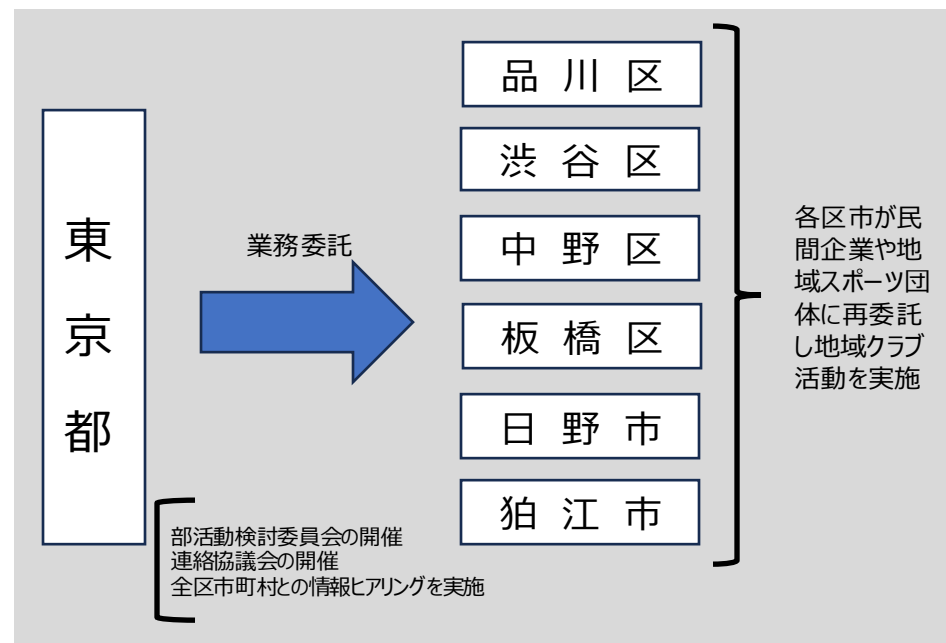 東京都
業務委託
品川区
渋谷区
中野区
板橋区
日野市
狛江市
各区市が民
間企業や地
域スポーツ団
体に再委託
し地域クラブ
活動を実施
部活動検討委員会の開催
連絡協議会の開催
全区市町村との情報ヒアリングを実施